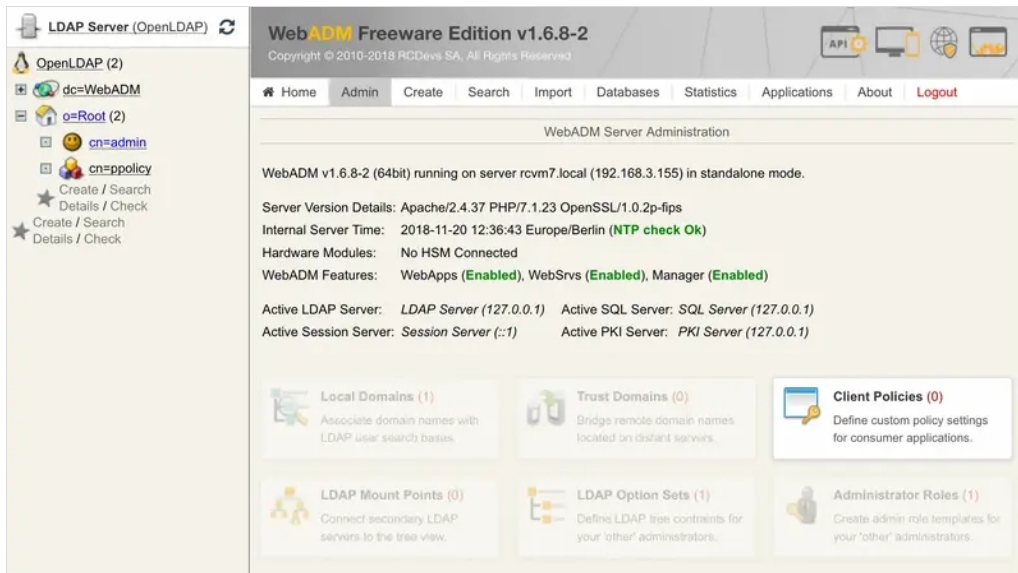 LDAP Server (OpenLDAP)
OpenLDAP (2)
dc=WebADM
o=Root (2)
cn=admin
cn=ppolicy
Create / Search
Details / Check
Create / Search
Details / Check
WebADM Freeware Edition v1.6.8-2
Copyright © 2010-2018 RCDevs SA, All Rights Reserved
API
Home Admin Create Search Import Databases Statistics Applications About Logout
WebADM Server Administration
WebADM v1.6.8-2 (64bit) running on server rcvm7.local (192.168.3.155) in standalone mode.
Server Version Details: Apache/2.4.37 PHP/7.1.23 OpenSSL/1.0.2p-fips
Internal Server Time: 2018-11-20 12:36:43 Europe/Berlin (NTP check Ok)
Hardware Modules: No HSM Connected
WebADM Features: WebApps (Enabled), WebSrvs (Enabled), Manager (Enabled)
Active LDAP Server: LDAP Server (127.0.0.1) Active SQL Server: SQL Server (127.0.0.1)
Active Session Server: Session Server (::1) Active PKI Server: PKI Server (127.0.0.1)
Local Domains (1)
Associate domain names with
LDAP user search bases.
Trust Domains (0)
Bridge remote domain names
located on distant servers.
Client Policies (0)
Define custom policy settings
for consumer applications.
LDAP Mount Points (0)
Connect secondary LDAP
servers to the tree view.
LDAP Option Sets (1)
Define LDAP tree contraints for
your 'other' administrators.
Administrator Roles (1)
Create admin role templates for
your 'other' administrators.